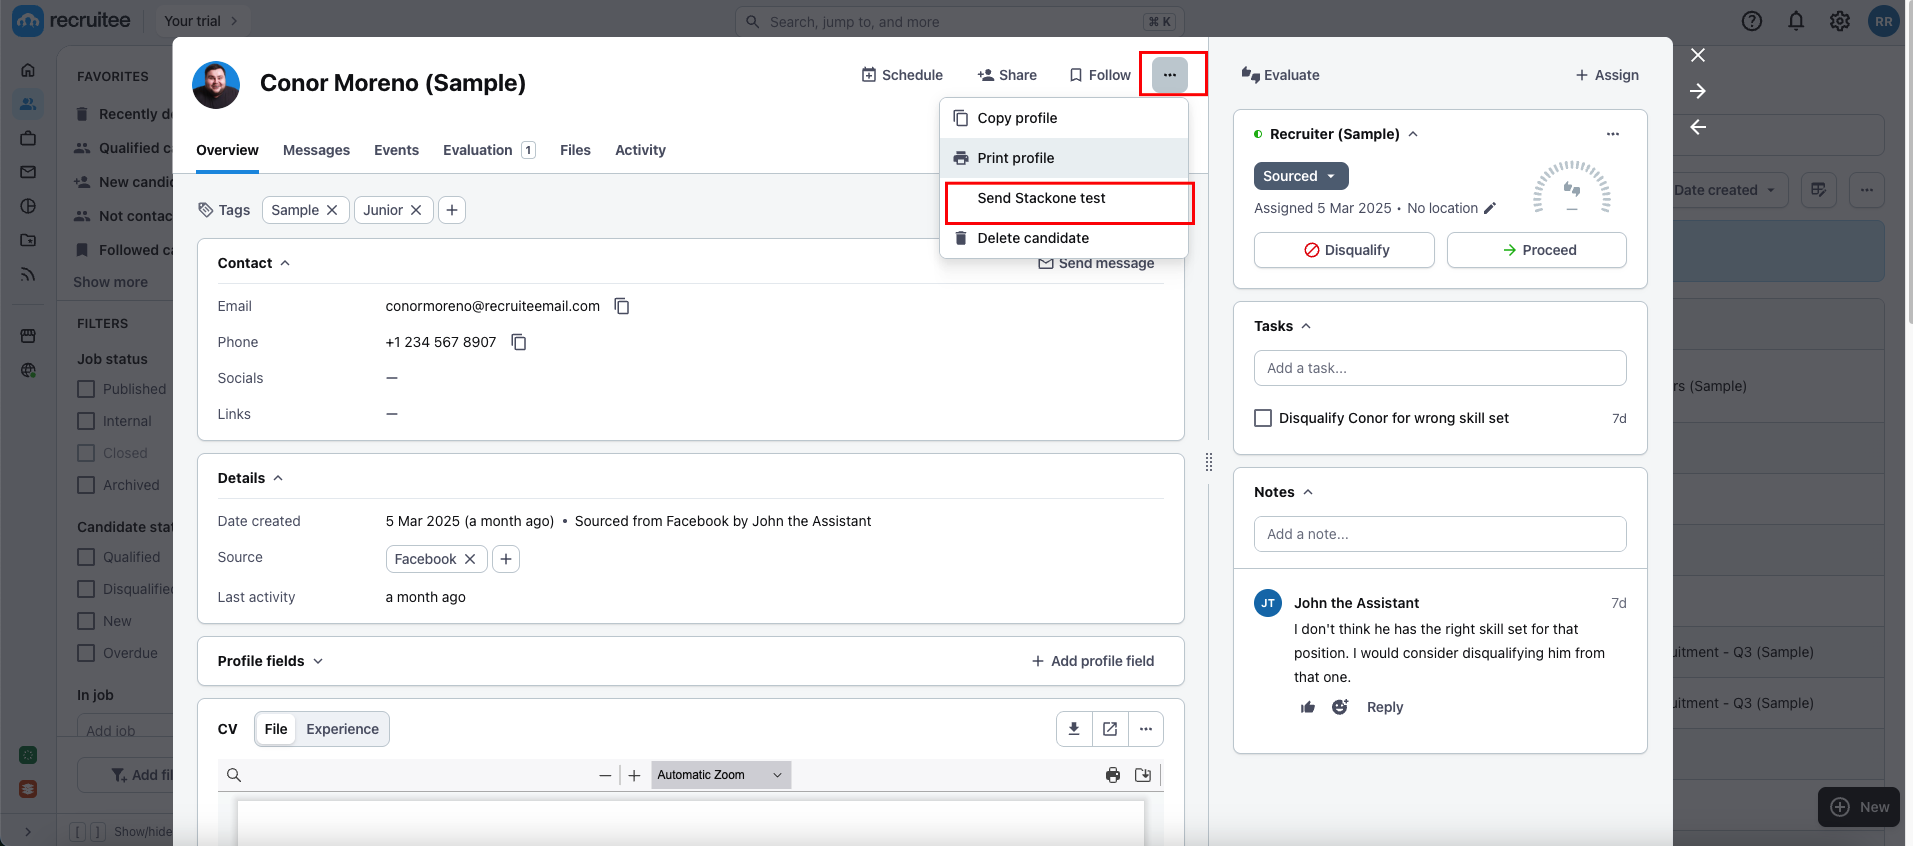 recruitee
Your trial
Search, jump to, and more
⌘ K
RR
FAVORITES
Recently de
Qualified ca
New candid
Not contac
Followed ca
Show more
FILTERS
Job status
Published
Internal
Closed
Archived
Candidate stat
Qualified
Disqualified
New
Overdue
In job
Add job
Add fil
[ ] Show/hide
Conor Moreno (Sample)
Schedule
Share
Follow
Copy profile
Print profile
Send Stackone test
Delete candidate
Overview
Messages
Events
Evaluation 1
Files
Activity
Tags
Sample
Junior
Contact
Send message
Email
conormoreno@recruiteemail.com
Phone
+1 234 567 8907
Socials
—
Links
—
Details
Date created
5 Mar 2025 (a month ago) • Sourced from Facebook by John the Assistant
Source
Facebook
Last activity
a month ago
Profile fields
+ Add profile field
CV
File
Experience
Automatic Zoom
Evaluate
+ Assign
Recruiter (Sample)
Sourced
Assigned 5 Mar 2025 • No location
—
Disqualify
Proceed
Tasks
Add a task...
Disqualify Conor for wrong skill set
7d
Notes
Add a note...
JT
John the Assistant
7d
I don't think he has the right skill set for that
position. I would consider disqualifying him from
that one.
Reply
Date created
rs (Sample)
uitment - Q3 (Sample)
uitment - Q3 (Sample)
New